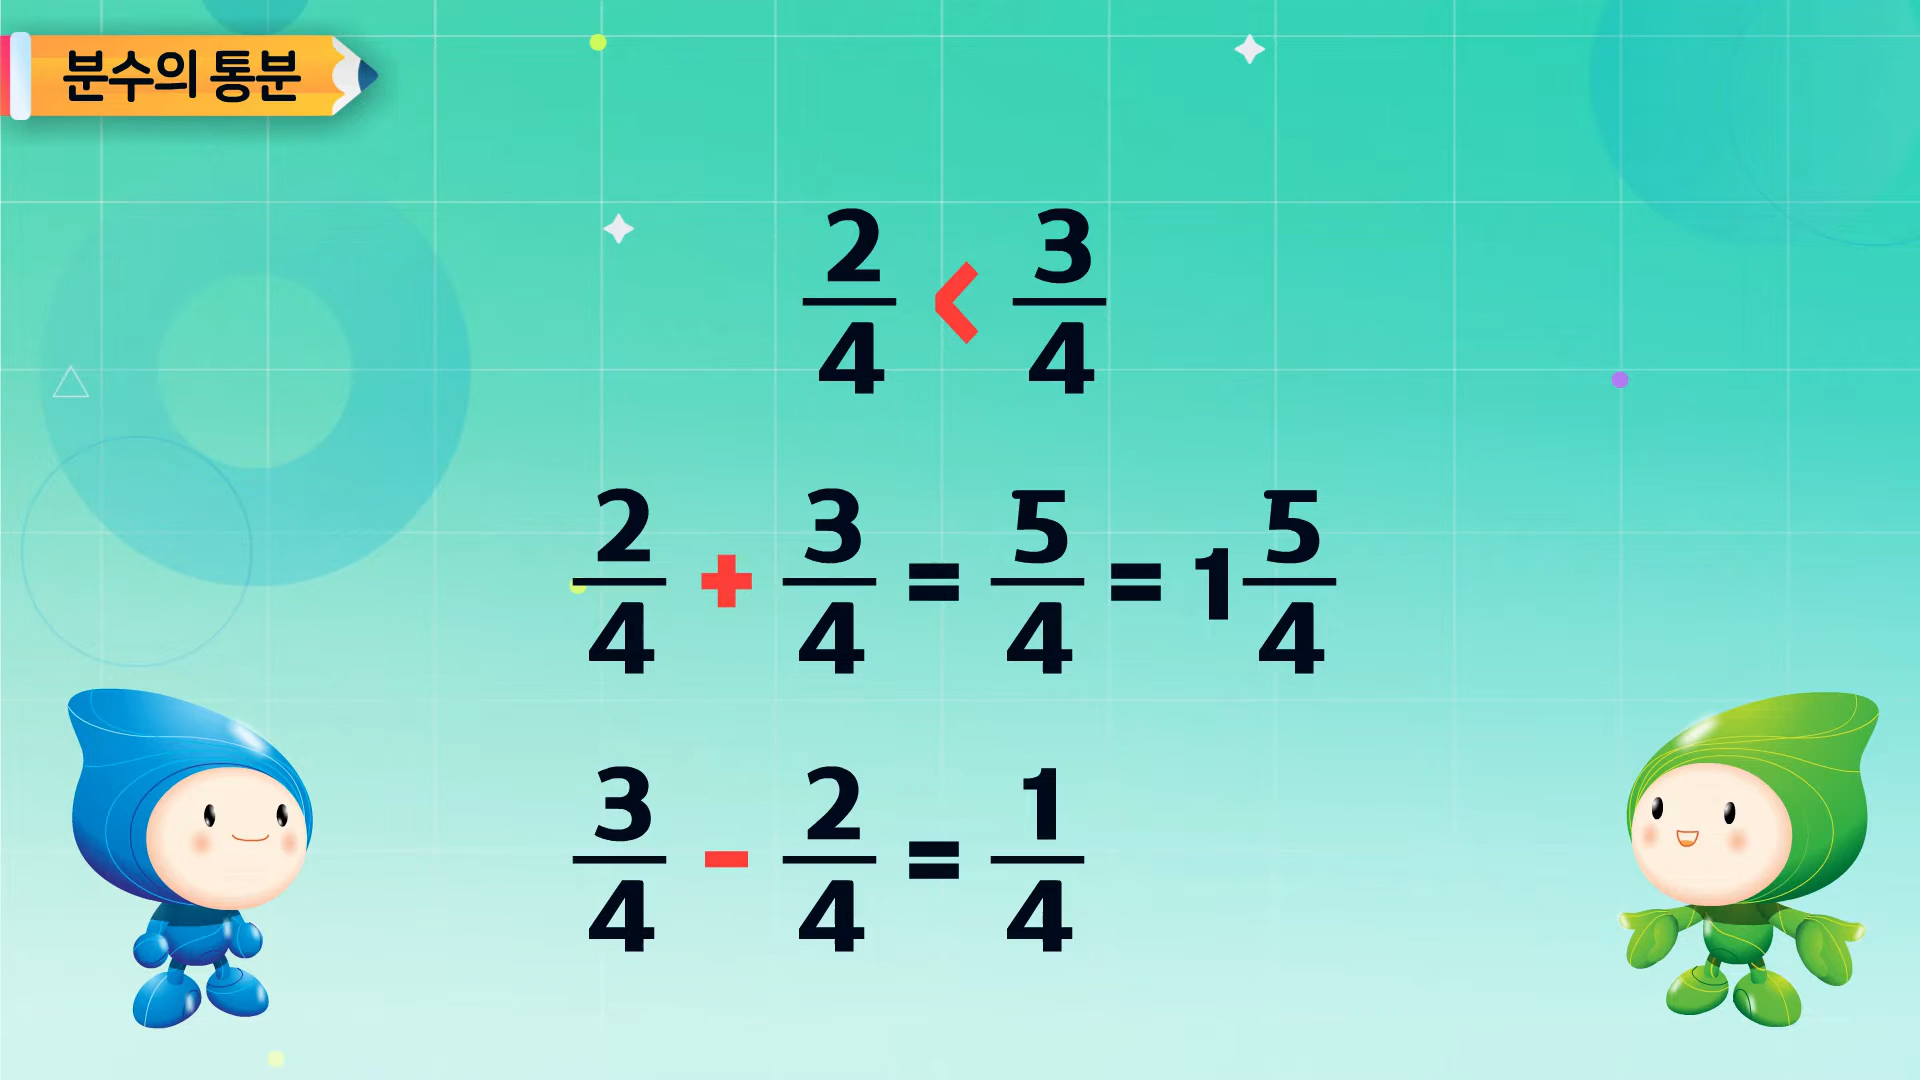 분수의 통분
2/4 < 3/4
2/4 + 3/4 = 5/4 = 1 5/4
3/4 - 2/4 = 1/4